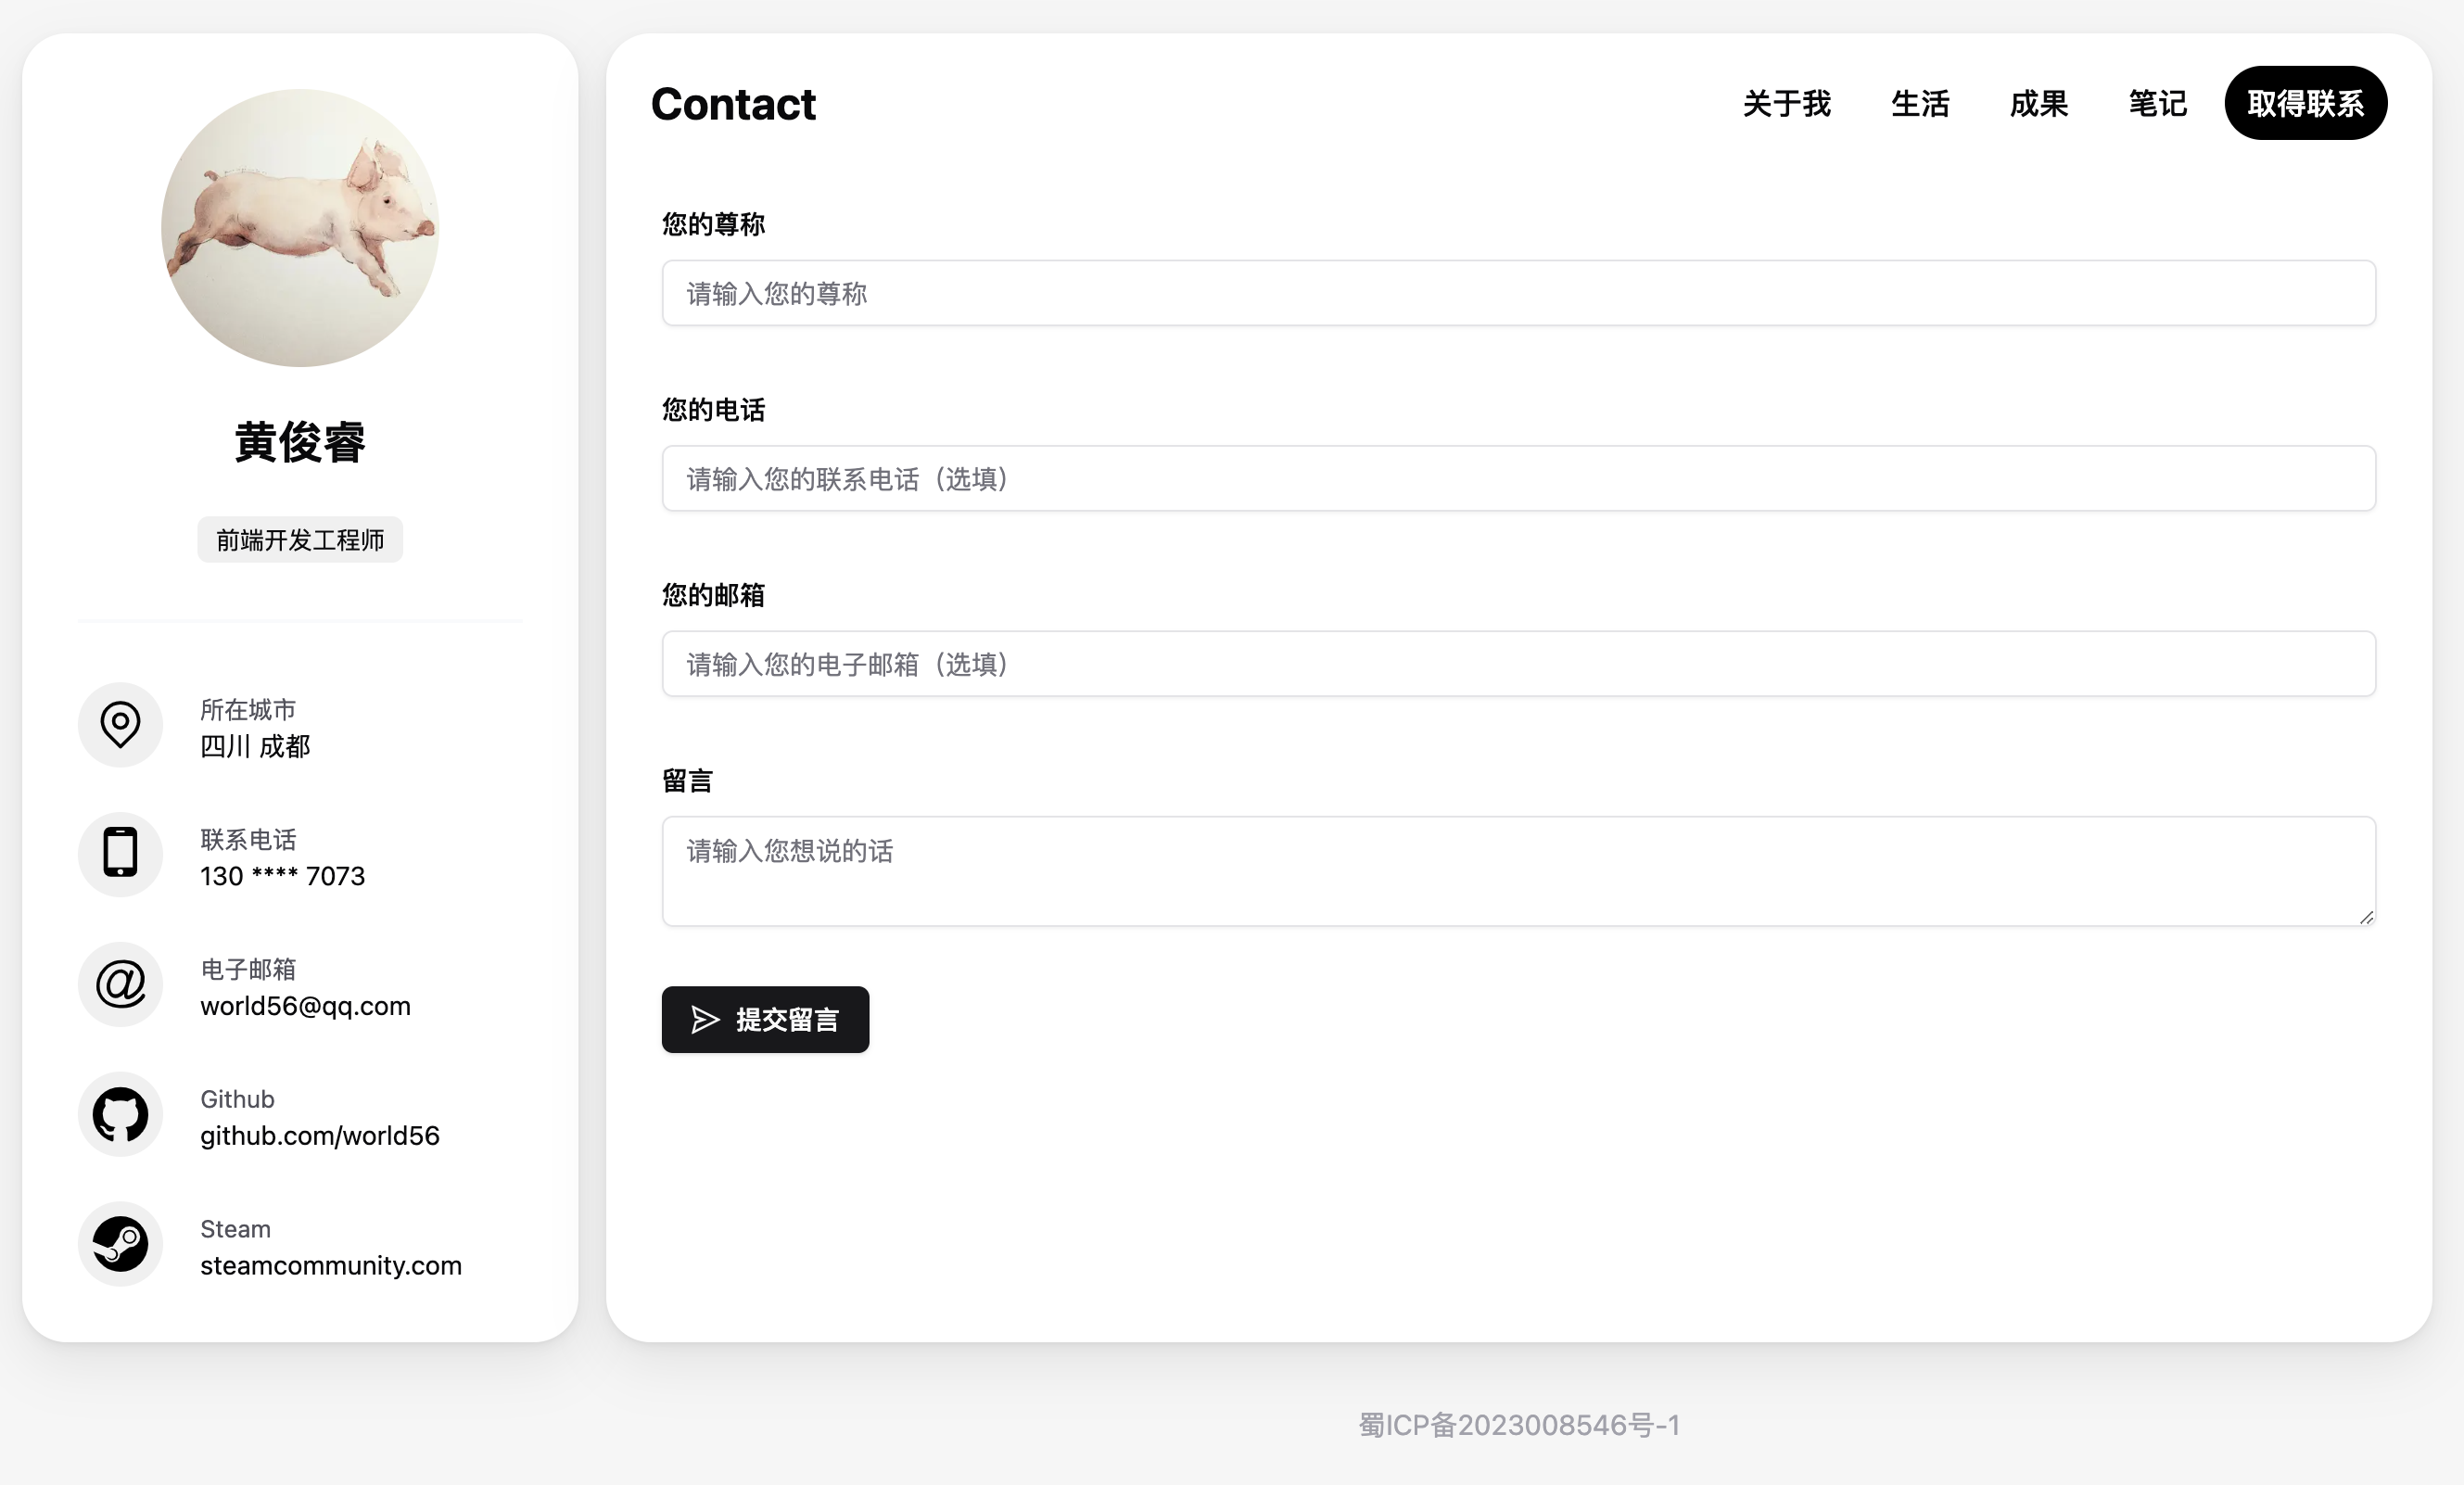 黄俊睿
前端开发工程师
所在城市
四川 成都
联系电话
130 **** 7073
电子邮箱
world56@qq.com
Github
github.com/world56
Steam
steamcommunity.com
Contact
关于我 生活 成果 笔记 取得联系
您的尊称
请输入您的尊称
您的电话
请输入您的联系电话（选填）
您的邮箱
请输入您的电子邮箱（选填）
留言
请输入您想说的话
提交留言
蜀ICP备2023008546号-1